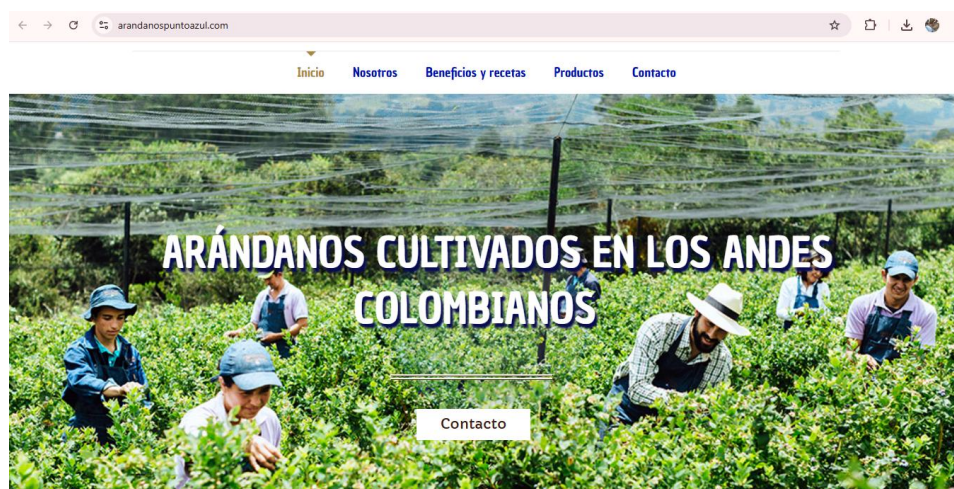 arandanospuntoazul.com
Inicio Nosotros Beneficios y recetas Productos Contacto
ARÁNDANOS CULTIVADOS EN LOS ANDES
COLOMBIANOS
Contacto